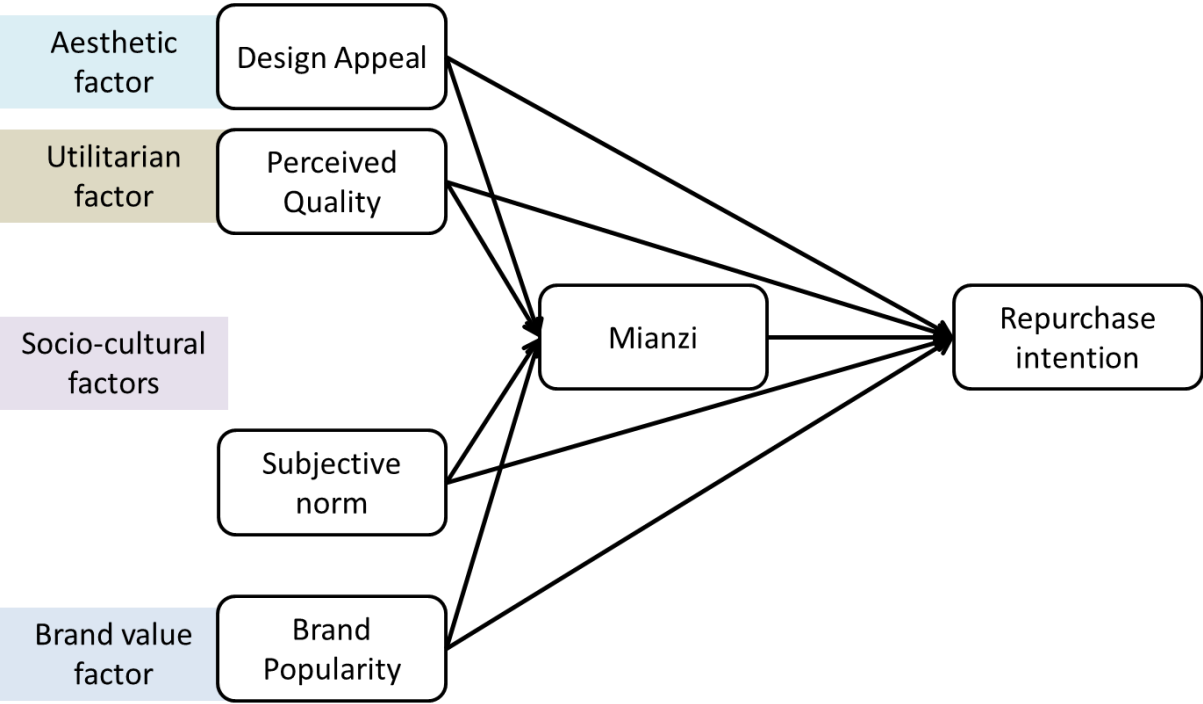 Aesthetic
factor
Design Appeal
Utilitarian
factor
Perceived
Quality
Socio-cultural
factors
Mianzi
Repurchase
intention
Subjective
norm
Brand value
factor
Brand
Popularity